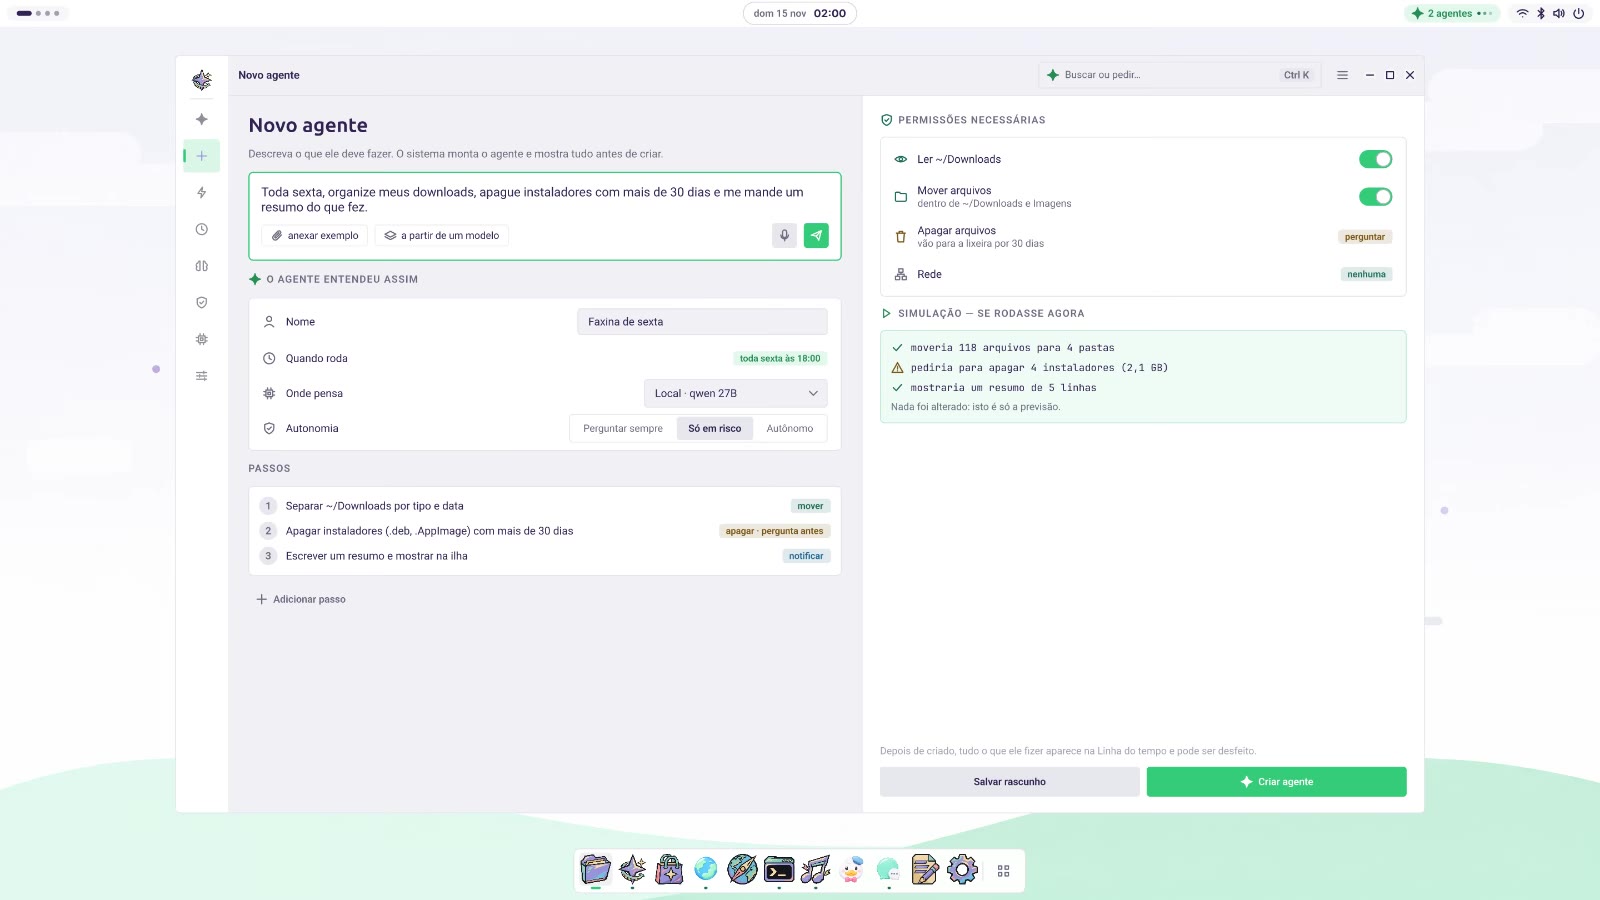 dom 15 nov 02:00
2 agentes
Novo agente
Buscar ou pedir...
Ctrl K
Novo agente
Descreva o que ele deve fazer. O sistema monta o agente e mostra tudo antes de criar.
Toda sexta, organize meus downloads, apague instaladores com mais de 30 dias e me mande um
resumo do que fez.
anexar exemplo
a partir de um modelo
O AGENTE ENTENDEU ASSIM
Nome
Faxina de sexta
Quando roda
toda sexta às 18:00
Onde pensa
Local · qwen 27B
Autonomia
Perguntar sempre
Só em risco
Autônomo
PASSOS
1 Separar ~/Downloads por tipo e data
mover
2 Apagar instaladores (.deb, .AppImage) com mais de 30 dias
apagar · pergunta antes
3 Escrever um resumo e mostrar na ilha
notificar
Adicionar passo
PERMISSÕES NECESSÁRIAS
Ler ~/Downloads
Mover arquivos
dentro de ~/Downloads e Imagens
Apagar arquivos
vão para a lixeira por 30 dias
perguntar
Rede
nenhuma
SIMULAÇÃO — SE RODASSE AGORA
moveria 118 arquivos para 4 pastas
pediria para apagar 4 instaladores (2,1 GB)
mostraria um resumo de 5 linhas
Nada foi alterado: isto é só a previsão.
Depois de criado, tudo o que ele fizer aparece na Linha do tempo e pode ser desfeito.
Salvar rascunho
Criar agente